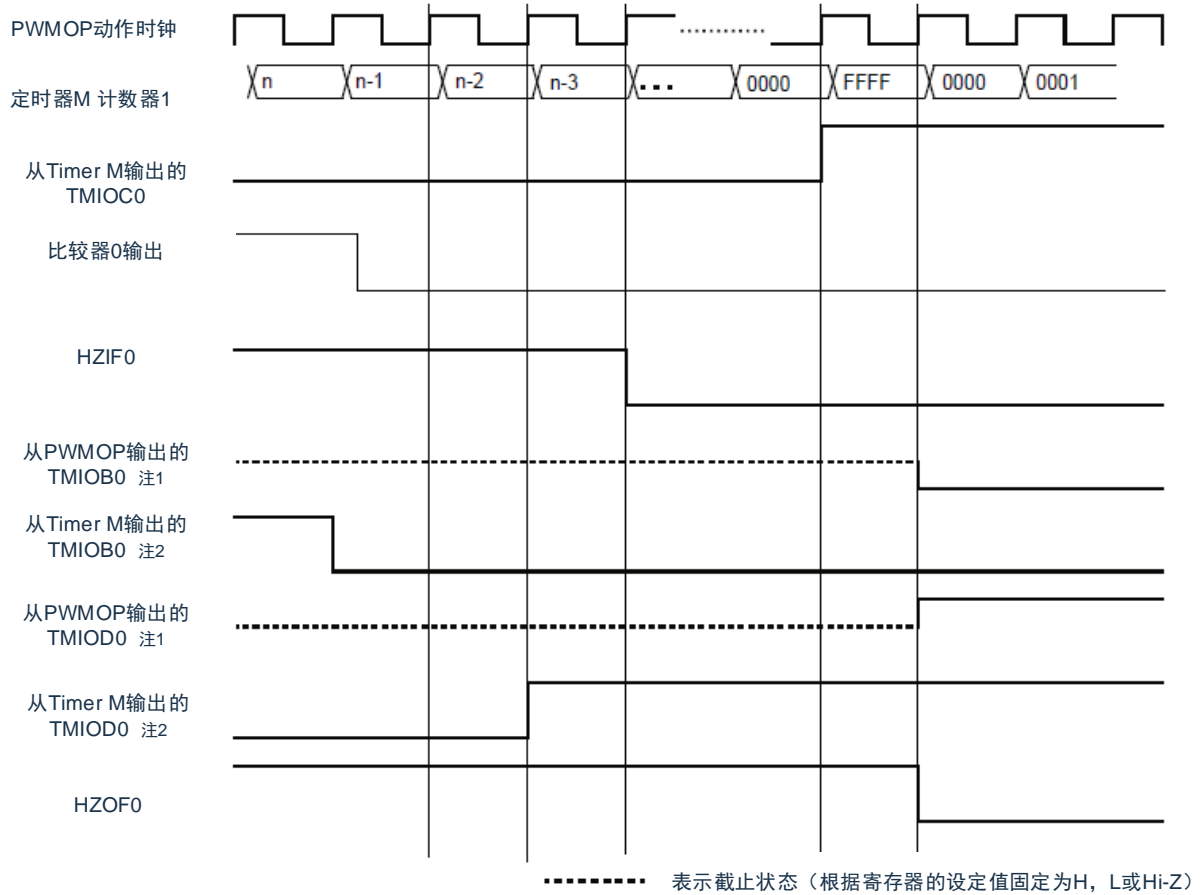 PWMOP动作时钟
定时器M 计数器1
n n-1 n-2 n-3 ... 0000 FFFF 0000 0001
从Timer M输出的
TMIOC0
比较器0输出
HZIF0
从PWMOP输出的
TMIOB0 注1
从Timer M输出的
TMIOB0 注2
从PWMOP输出的
TMIOD0 注1
从Timer M输出的
TMIOD0 注2
HZOF0
表示截止状态（根据寄存器的设定值固定为H，L或Hi-Z）